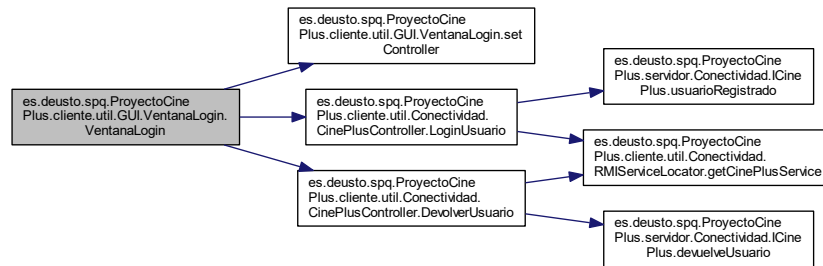 es.deusto.spq.ProyectoCine
Plus.cliente.util.GUI.VentanaLogin.
VentanaLogin
es.deusto.spq.ProyectoCine
Plus.cliente.util.GUI.VentanaLogin.set
Controller
es.deusto.spq.ProyectoCine
Plus.cliente.util.Conectividad.
CinePlusController.LoginUsuario
es.deusto.spq.ProyectoCine
Plus.cliente.util.Conectividad.
CinePlusController.DevolverUsuario
es.deusto.spq.ProyectoCine
Plus.servidor.Conectividad.ICine
Plus.usuarioRegistrado
es.deusto.spq.ProyectoCine
Plus.cliente.util.Conectividad.
RMIServiceLocator.getCinePlusService
es.deusto.spq.ProyectoCine
Plus.servidor.Conectividad.ICine
Plus.devuelveUsuario